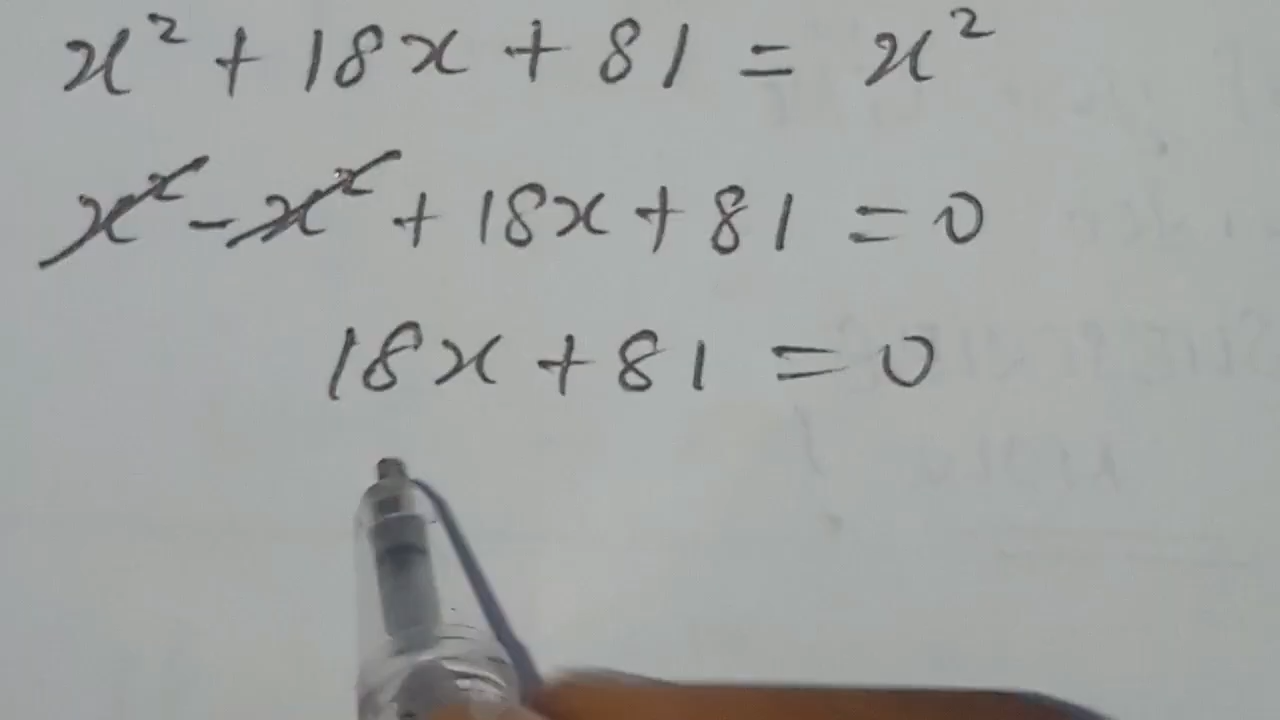 x² + 18x + 81 = x²
x² - x² + 18x + 81 = 0
18x + 81 = 0